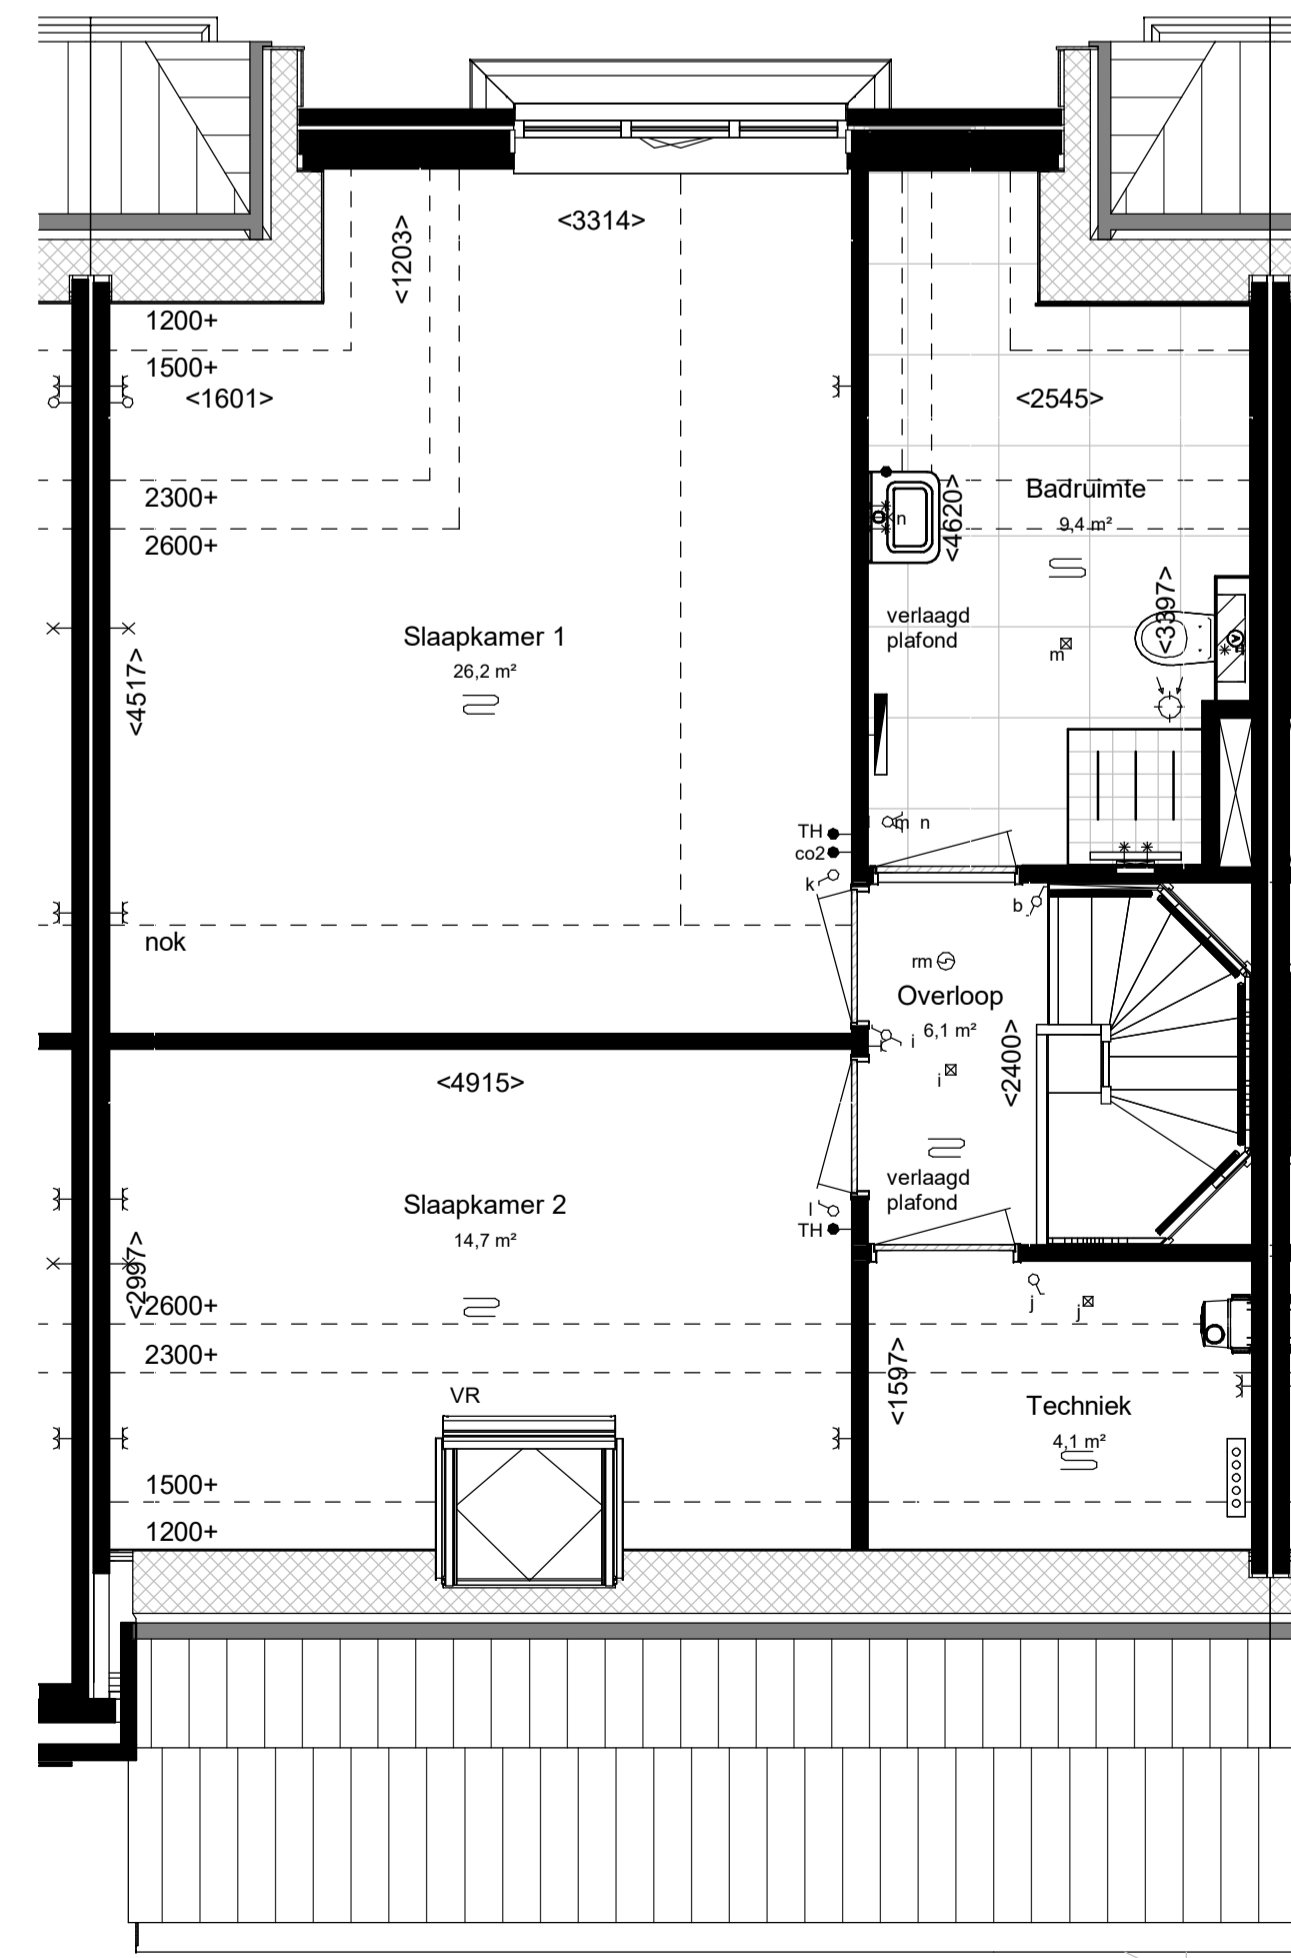 <3314>
<1203>
1200+
1500+
<1601>
<2545>
2300+
2600+
Badruimte
9,4 m²
<4620>
n
<3397>
verlaagd
plafond
m
Slaapkamer 1
26,2 m²
<4517>
TH
m n
co2
k
b
nok
rm
Overloop
6,1 m²
i
i
<2400>
<4915>
verlaagd
plafond
Slaapkamer 2
14,7 m²
l
TH
<2997>
2600+
j
j
2300+
<1597>
VR
Techniek
4,1 m²
1500+
1200+